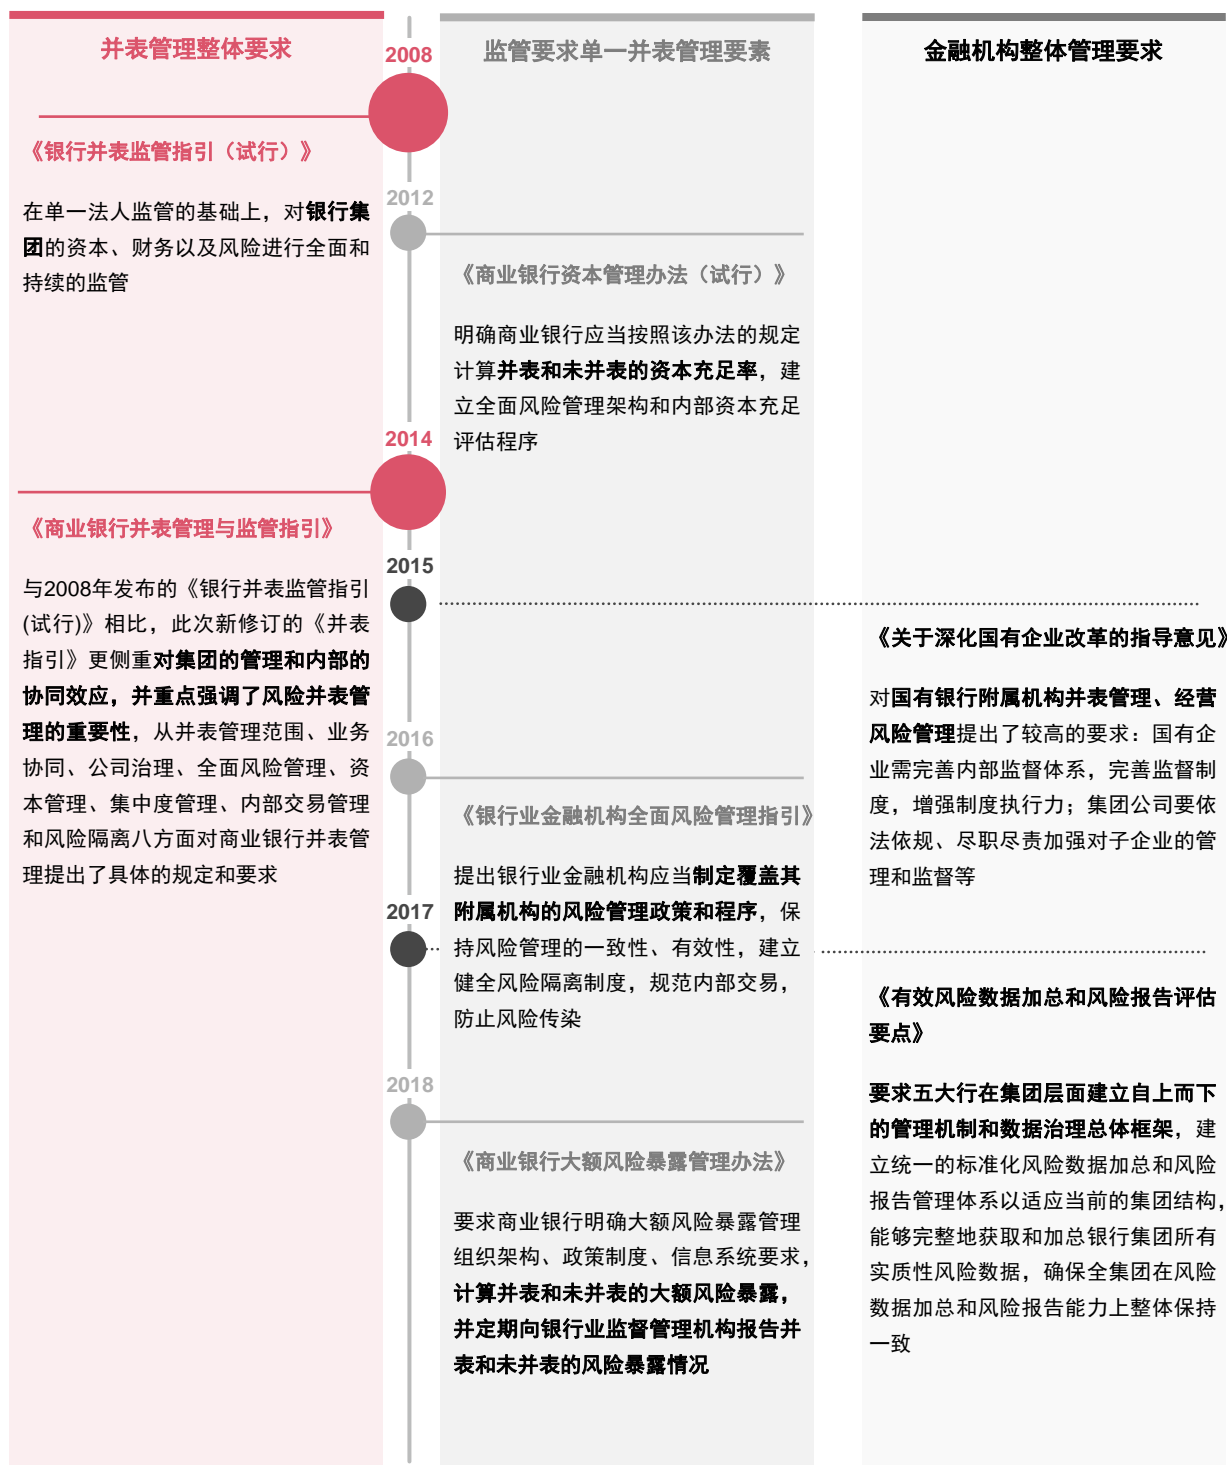 并表管理整体要求
2008
监管要求单一并表管理要素
金融机构整体管理要求
《银行并表监管指引（试行）》
在单一法人监管的基础上，对银行集
团的资本、财务以及风险进行全面和
持续的监管
2012
《商业银行资本管理办法（试行）》
明确商业银行应当按照该办法的规定
计算并表和未并表的资本充足率，建
立全面风险管理架构和内部资本充足
评估程序
2014
《商业银行并表管理与监管指引》
与2008年发布的《银行并表监管指引
(试行)》相比，此次新修订的《并表
指引》更侧重对集团的管理和内部的
协同效应，并重点强调了风险并表管
理的重要性，从并表管理范围、业务
协同、公司治理、全面风险管理、资
本管理、集中度管理、内部交易管理
和风险隔离八方面对商业银行并表管
理提出了具体的规定和要求
2015
《关于深化国有企业改革的指导意见》
对国有银行附属机构并表管理、经营
风险管理提出了较高的要求：国有企
业需完善内部监督体系，完善监督制
度，增强制度执行力；集团公司要依
法依规、尽职尽责加强对子企业的管
理和监督等
2016
《银行业金融机构全面风险管理指引》
提出银行业金融机构应当制定覆盖其
附属机构的风险管理政策和程序，保
持风险管理的一致性、有效性，建立
健全风险隔离制度，规范内部交易，
防止风险传染
2017
《有效风险数据加总和风险报告评估
要点》
要求五大行在集团层面建立自上而下
的管理机制和数据治理总体框架，建
立统一的标准化风险数据加总和风险
报告管理体系以适应当前的集团结构，
能够完整地获取和加总银行集团所有
实质性风险数据，确保全集团在风险
数据加总和风险报告能力上整体保持
一致
2018
《商业银行大额风险暴露管理办法》
要求商业银行明确大额风险暴露管理
组织架构、政策制度、信息系统要求，
计算并表和未并表的大额风险暴露，
并定期向银行业监督管理机构报告并
表和未并表的风险暴露情况